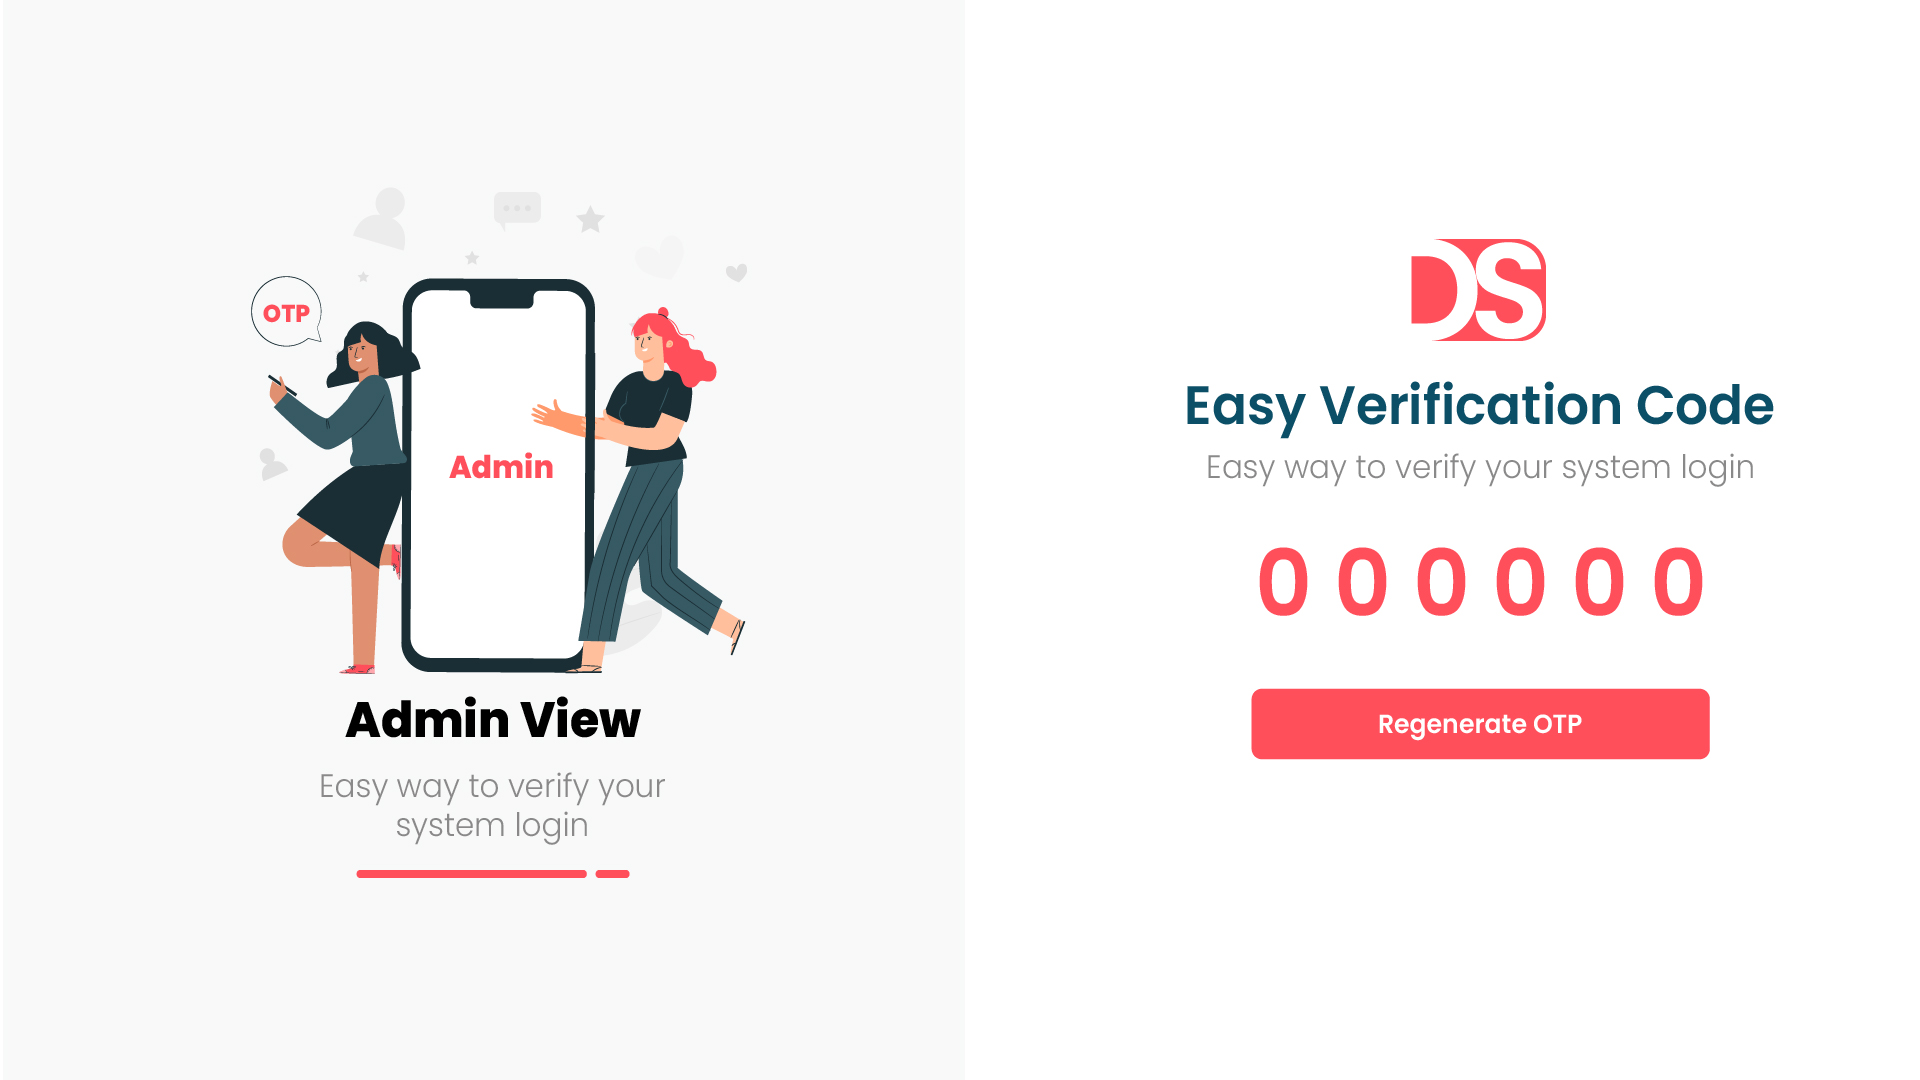 OTP
Admin
Admin View
Easy way to verify your
system login
DS
Easy Verification Code
Easy way to verify your system login
0 0 0 0 0 0
Regenerate OTP